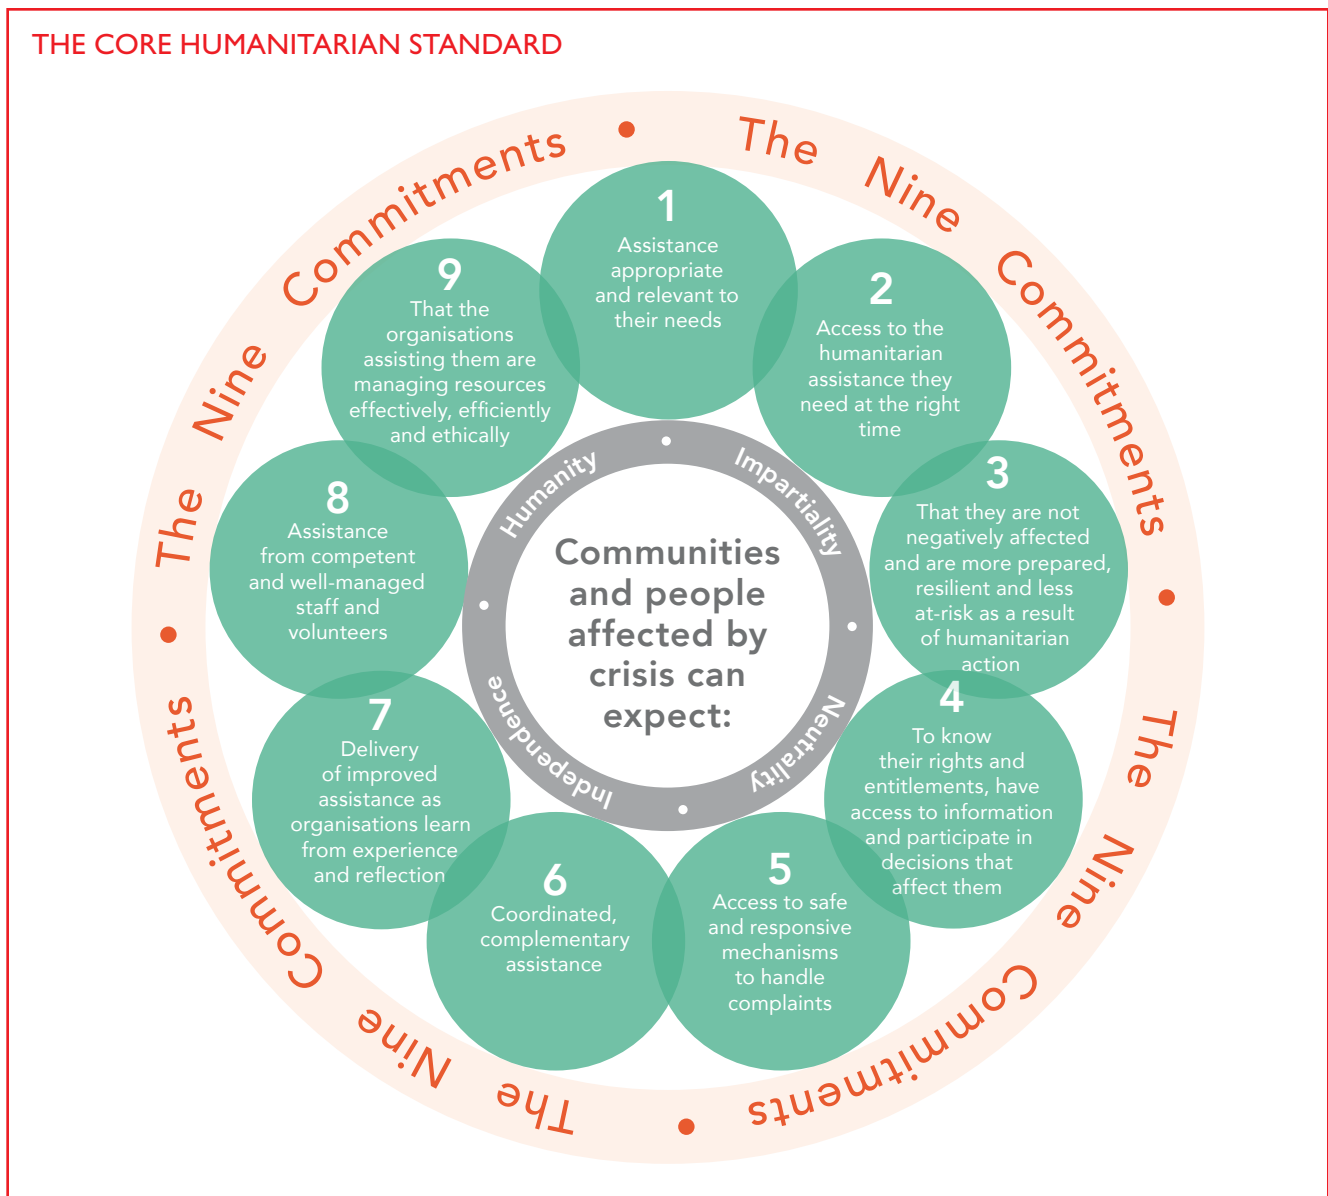 THE CORE HUMANITARIAN STANDARD
The Nine Commitments •
The Nine Commitments •
The Nine Commitments •
The Nine Commitments •
1
Assistance
appropriate
and relevant to
their needs
2
Access to the
humanitarian
assistance they
need at the right
time
3
That they are not
negatively affected
and are more prepared,
resilient and less
at-risk as a result
of humanitarian
action
4
To know
their rights and
entitlements, have
access to information
and participate in
decisions that
affect them
5
Access to safe
and responsive
mechanisms
to handle
complaints
6
Coordinated,
complementary
assistance
7
Delivery
of improved
assistance as
organisations learn
from experience
and reflection
8
Assistance
from competent
and well-managed
staff and
volunteers
9
That the
organisations
assisting them are
managing resources
effectively, efficiently
and ethically
Humanity
Impartiality
Neutrality
Independence
Communities
and people
affected by
crisis can
expect: